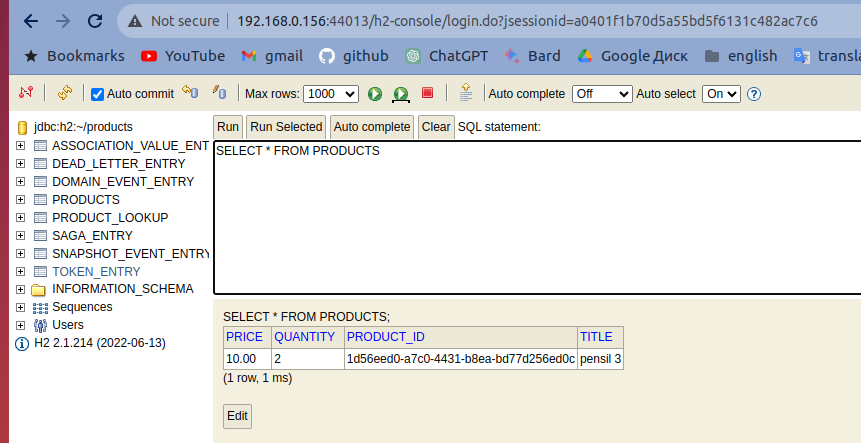 Not secure 192.168.0.156:44013/h2-console/login.do?jsessionid=a0401f1b70d5a55bd5f6131c482ac7c6
Bookmarks YouTube gmail github ChatGPT Bard Google Диск english transla
Auto commit Max rows: 1000 Auto complete Off Auto select On
jdbc:h2:~/products
ASSOCIATION_VALUE_ENT
DEAD_LETTER_ENTRY
DOMAIN_EVENT_ENTRY
PRODUCTS
PRODUCT_LOOKUP
SAGA_ENTRY
SNAPSHOT_EVENT_ENTRY
TOKEN_ENTRY
INFORMATION_SCHEMA
Sequences
Users
H2 2.1.214 (2022-06-13)
Run Run Selected Auto complete Clear SQL statement:
SELECT * FROM PRODUCTS
SELECT * FROM PRODUCTS;
PRICE QUANTITY PRODUCT_ID TITLE
10.00 2 1d56eed0-a7c0-4431-b8ea-bd77d256ed0c pensil 3
(1 row, 1 ms)
Edit